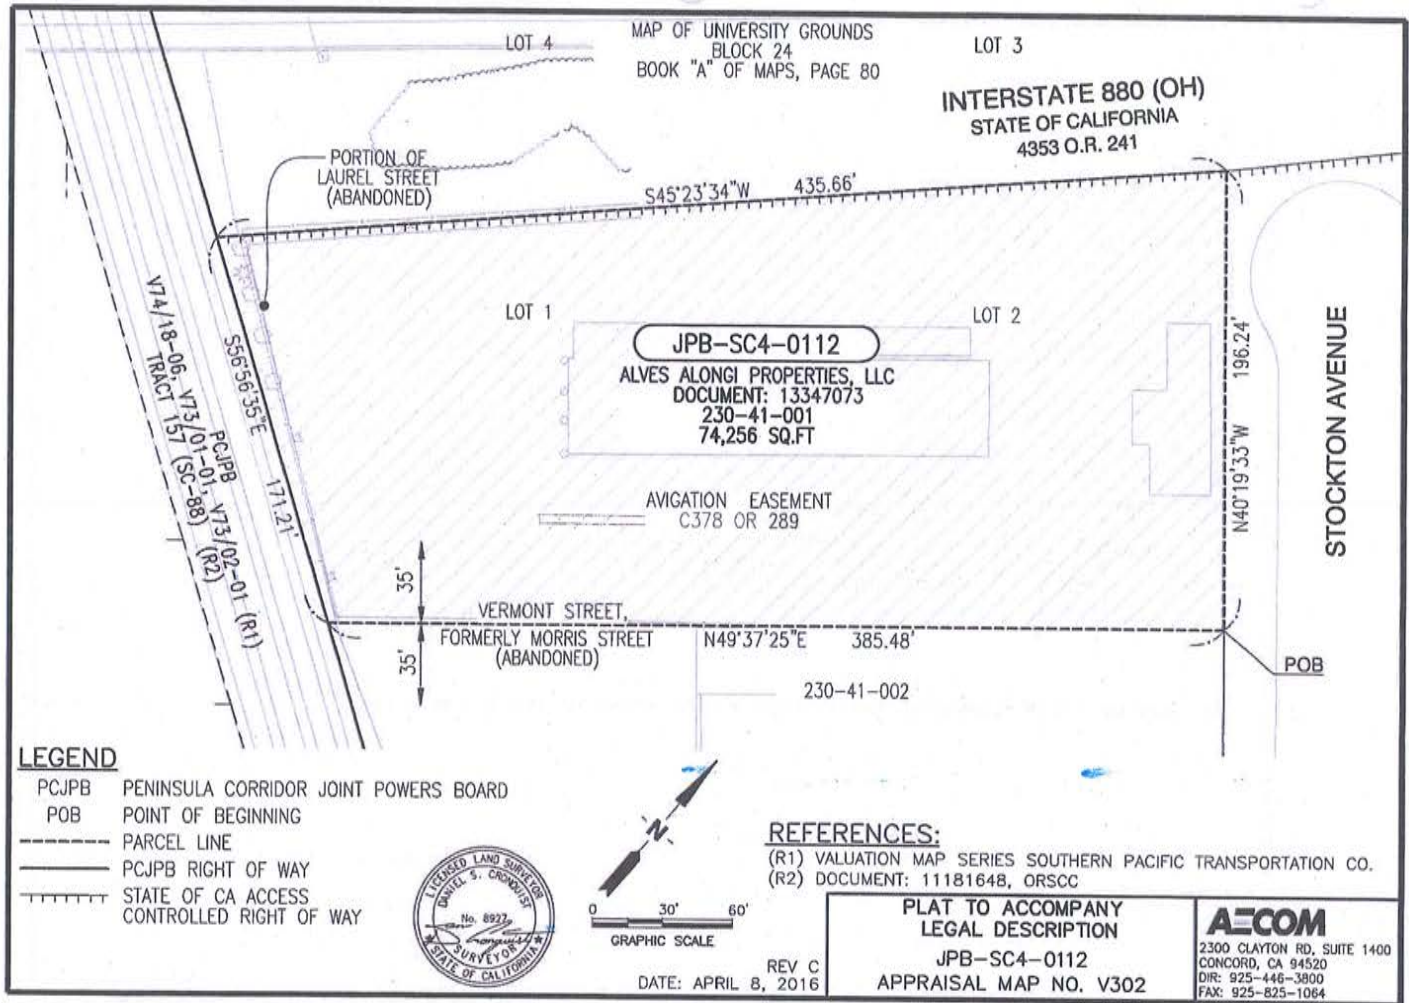 LOT 4
MAP OF UNIVERSITY GROUNDS
BLOCK 24
BOOK "A" OF MAPS, PAGE 80
LOT 3
INTERSTATE 880 (OH)
STATE OF CALIFORNIA
4353 O.R. 241
PORTION OF
LAUREL STREET
(ABANDONED)
S45°23'34"W 435.66'
LOT 1
LOT 2
JPB-SC4-0112
ALVES ALONGI PROPERTIES, LLC
DOCUMENT: 13347073
230-41-001
74,256 SQ.FT
AVIGATION EASEMENT
C378 OR 289
S56°56'35"E 171.21'
PCJPB
V74/18-06, V73/01-01, V73/02-01 (R1)
TRACT 157 (SC-88) (R2)
N40°19'33"W 196.24'
STOCKTON AVENUE
35'
35'
VERMONT STREET,
FORMERLY MORRIS STREET
(ABANDONED)
N49°37'25"E 385.48'
POB
230-41-002
LEGEND
PCJPB PENINSULA CORRIDOR JOINT POWERS BOARD
POB POINT OF BEGINNING
PARCEL LINE
PCJPB RIGHT OF WAY
STATE OF CA ACCESS
CONTROLLED RIGHT OF WAY
LICENSED LAND SURVEYOR
DANIEL S. CRONQUIST
No. 8927
SURVEYOR
STATE OF CALIFORNIA
N
0 30' 60'
GRAPHIC SCALE
REV C
DATE: APRIL 8, 2016
REFERENCES:
(R1) VALUATION MAP SERIES SOUTHERN PACIFIC TRANSPORTATION CO.
(R2) DOCUMENT: 11181648, ORSCC
PLAT TO ACCOMPANY
LEGAL DESCRIPTION
JPB-SC4-0112
APPRAISAL MAP NO. V302
AECOM
2300 CLAYTON RD, SUITE 1400
CONCORD, CA 94520
DIR: 925-446-3800
FAX: 925-825-1064